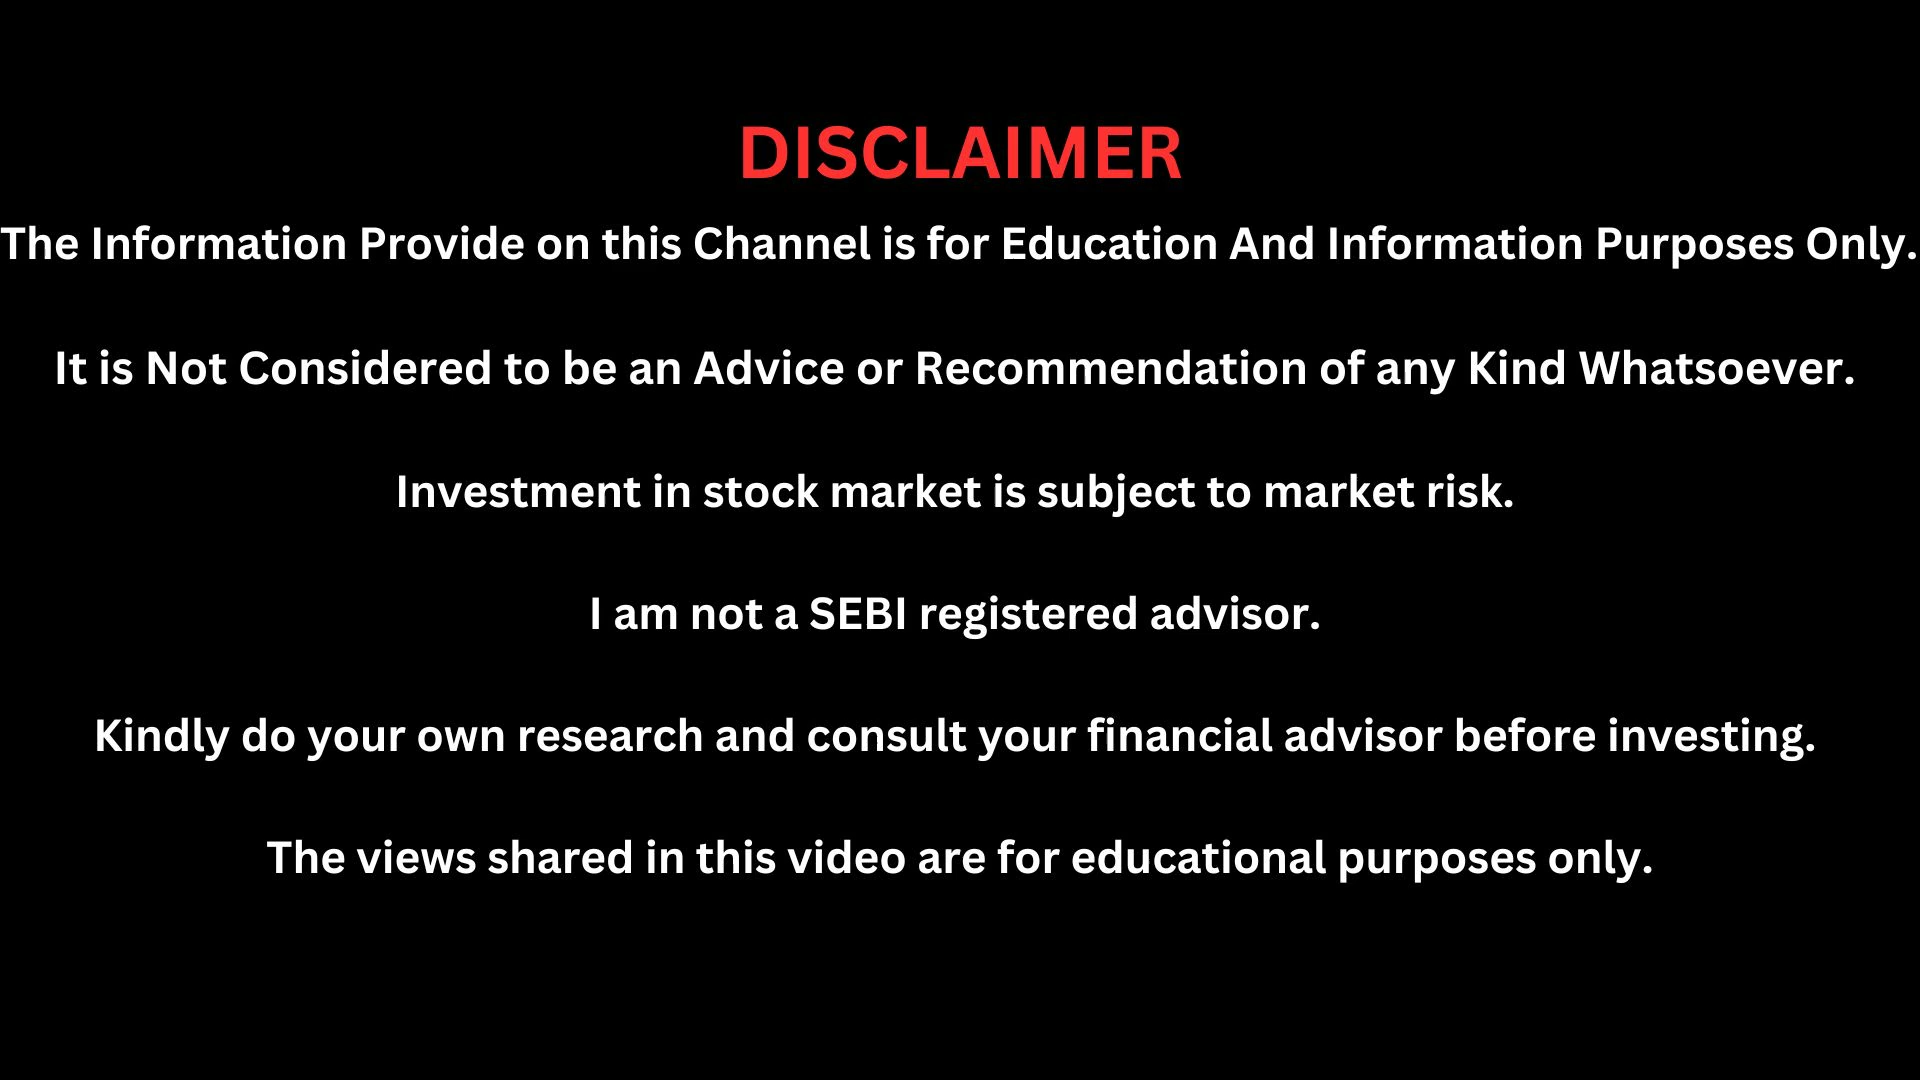 DISCLAIMER
The Information Provide on this Channel is for Education And Information Purposes Only.
It is Not Considered to be an Advice or Recommendation of any Kind Whatsoever.
Investment in stock market is subject to market risk.
I am not a SEBI registered advisor.
Kindly do your own research and consult your financial advisor before investing.
The views shared in this video are for educational purposes only.